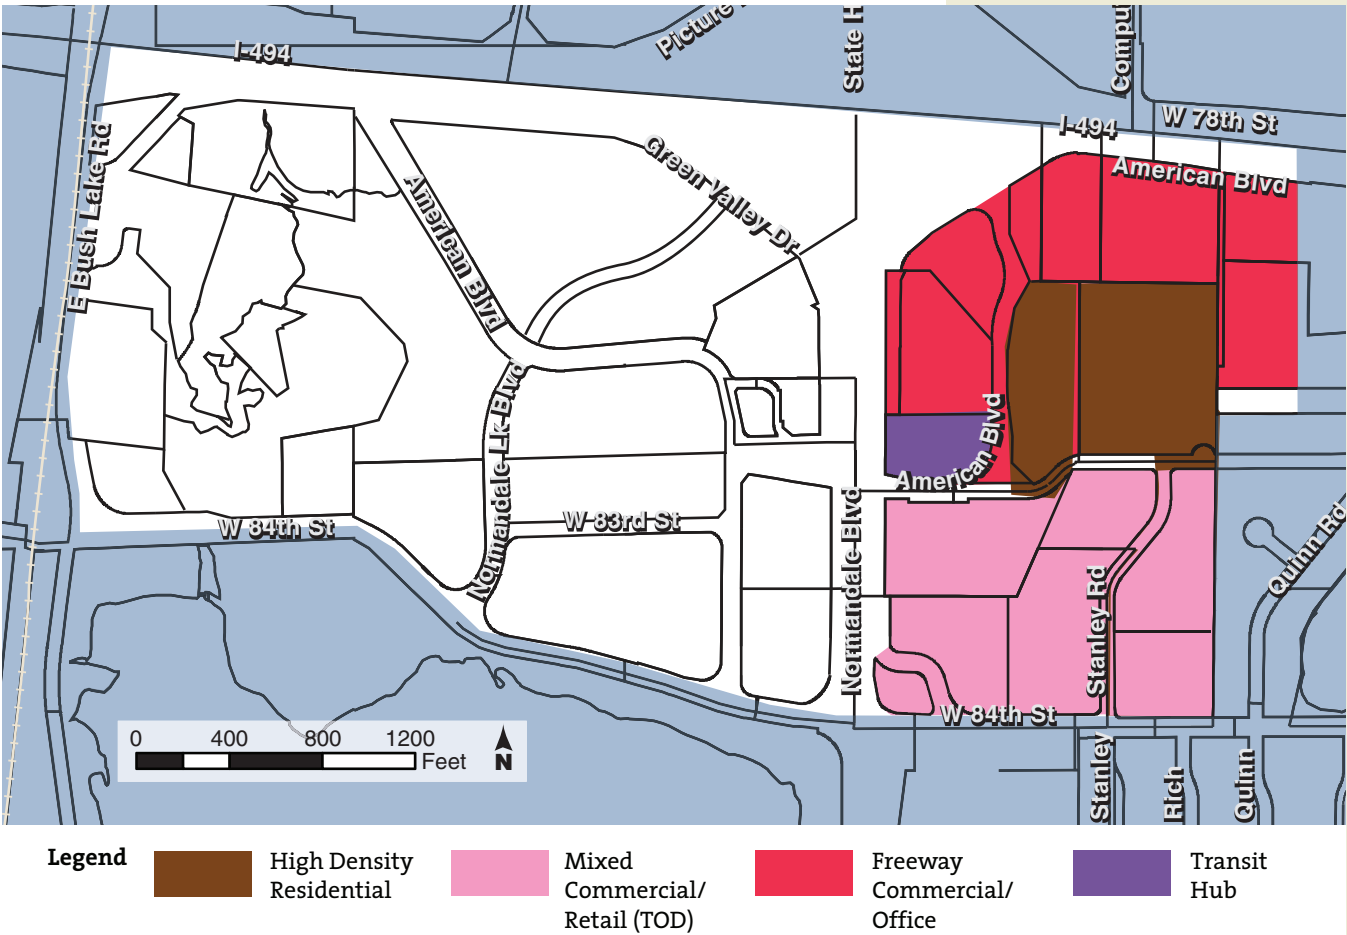 Picture
State H
Compu
I-494
I-494
W 78th St
American Blvd
E Bush Lake Rd
Green Valley Dr
American Blvd
Normandale Lk Blvd
American Blvd
W 83rd St
W 84th St
Normandale Blvd
Stanley Rd
Quinn Rd
W 84th St
Stanley
Rich
Quinn
0 400 800 1200
Feet
N
Legend
High Density
Residential
Mixed
Commercial/
Retail (TOD)
Freeway
Commercial/
Office
Transit
Hub